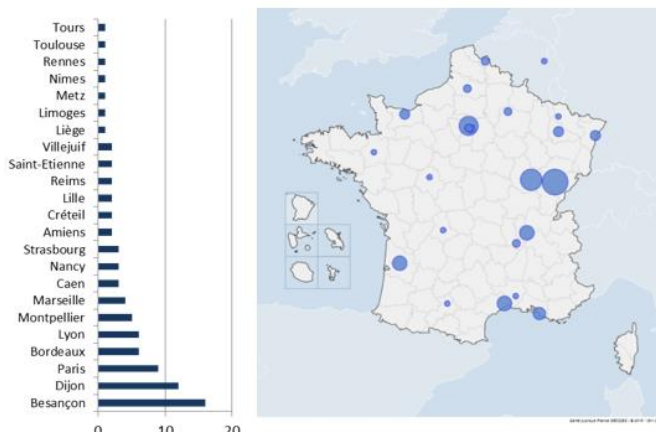 Tours
Toulouse
Rennes
Nimes
Metz
Limoges
Liège
Villejuif
Saint-Etienne
Reims
Lille
Créteil
Amiens
Strasbourg
Nancy
Caen
Marseille
Montpellier
Lyon
Bordeaux
Paris
Dijon
Besançon
0 10 20